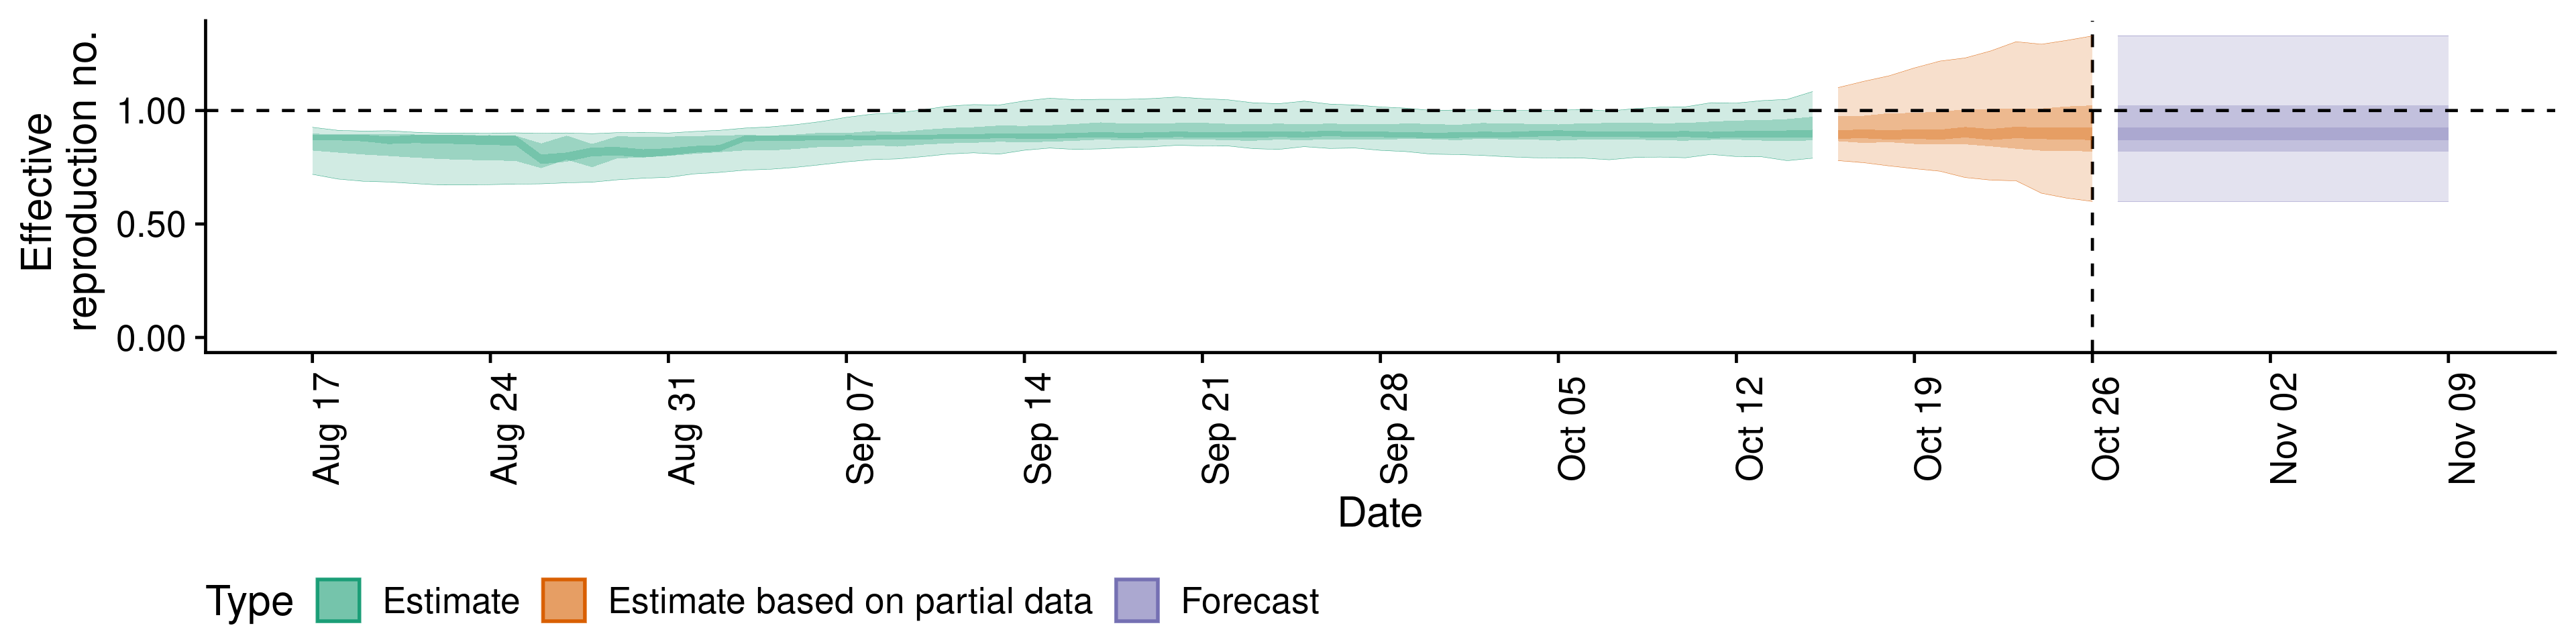 Effective
reproduction no.
1.00
0.50
0.00
Aug 17
Aug 24
Aug 31
Sep 07
Sep 14
Sep 21
Sep 28
Oct 05
Oct 12
Oct 19
Oct 26
Nov 02
Nov 09
Date
Type Estimate Estimate based on partial data Forecast